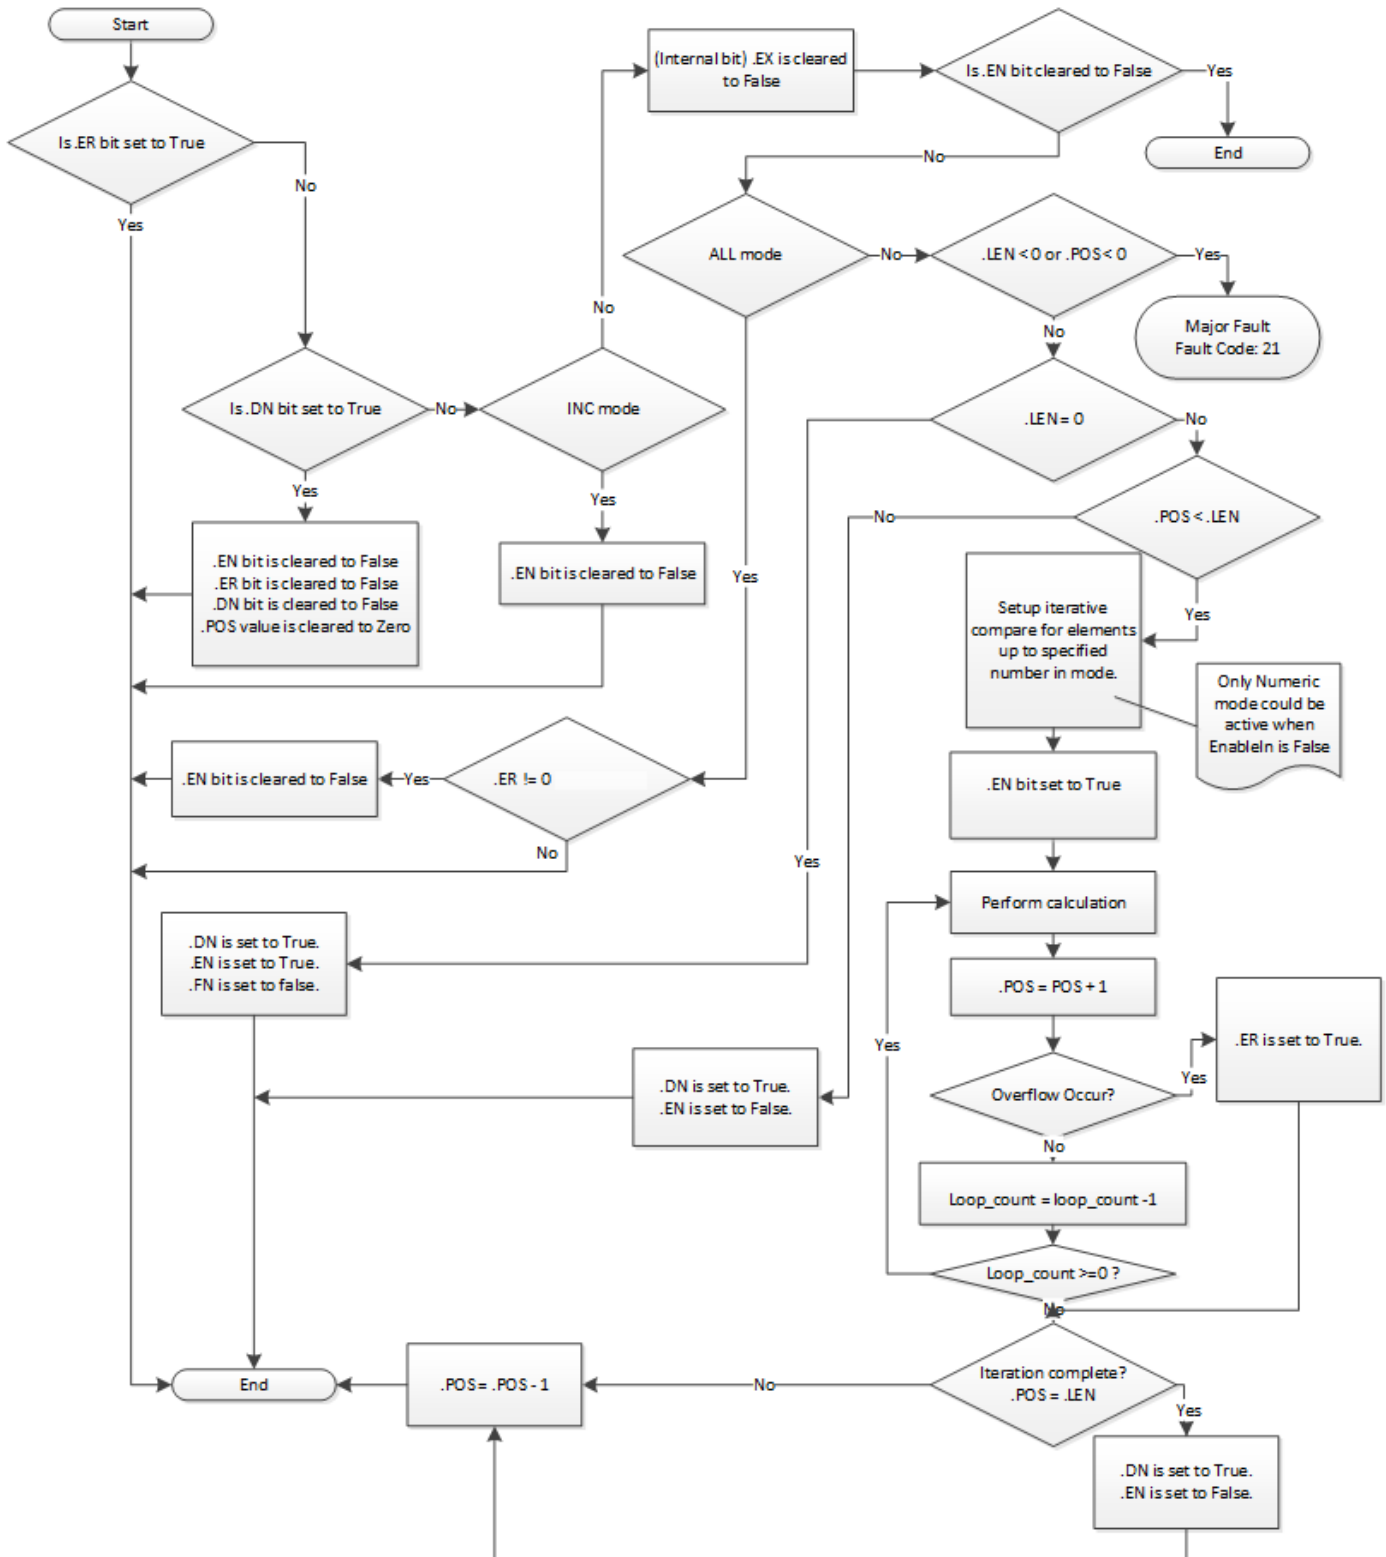 Start
(Internal bit) .EX is cleared
to False
Is .EN bit cleared to False
Yes
End
Is .ER bit set to True
No
No
Yes
ALL mode
No
.LEN < 0 or .POS < 0
Yes
Major Fault
Fault Code: 21
No
No
Is .DN bit set to True
No
INC mode
.LEN = 0
No
Yes
Yes
.POS < .LEN
No
.EN bit is cleared to False
.ER bit is cleared to False
.DN bit is cleared to False
.POS value is cleared to Zero
.EN bit is cleared to False
Yes
Yes
Setup iterative
compare for elements
up to specified
number in mode.
Only Numeric
mode could be
active when
EnableIn is False
.EN bit is cleared to False
Yes
.ER != 0
.EN bit set to True
No
Yes
Perform calculation
.DN is set to True.
.EN is set to True.
.FN is set to false.
.POS = POS + 1
Yes
.ER is set to True.
Yes
.DN is set to True.
.EN is set to False.
Overflow Occur?
No
Loop_count = loop_count -1
Loop_count >=0 ?
No
End
.POS = .POS - 1
No
Iteration complete?
.POS = .LEN
Yes
.DN is set to True.
.EN is set to False.